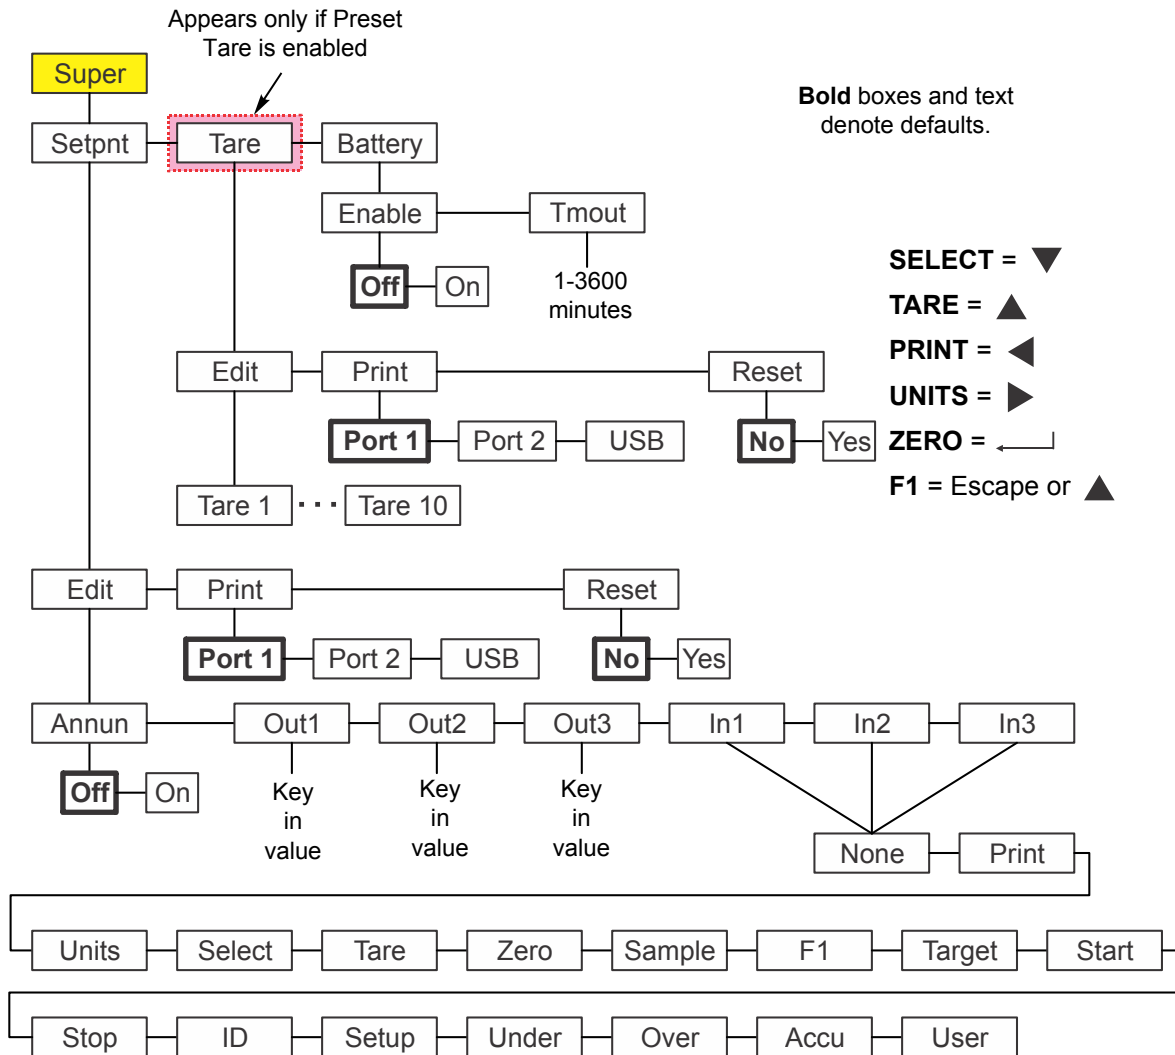 Appears only if Preset
Tare is enabled
Super
Bold boxes and text
denote defaults.
Setpnt
Tare
Battery
Enable
Tmout
Off
On
1-3600
minutes
SELECT =
TARE =
PRINT =
UNITS =
ZERO =
F1 = Escape or
Edit
Print
Reset
Port 1
Port 2
USB
No
Yes
Tare 1
Tare 10
Edit
Print
Reset
Port 1
Port 2
USB
No
Yes
Annun
Out1
Out2
Out3
In1
In2
In3
Off
On
Key
in
value
Key
in
value
Key
in
value
None
Print
Units
Select
Tare
Zero
Sample
F1
Target
Start
Stop
ID
Setup
Under
Over
Accu
User